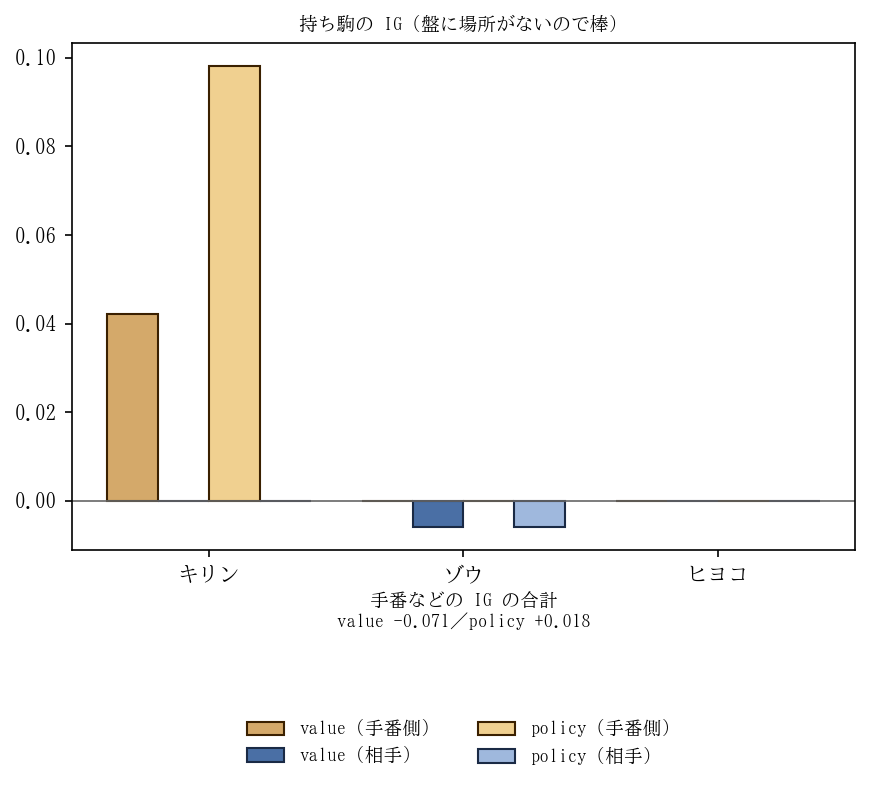 持ち駒の IG（盤に場所がないので棒）
0.10
0.08
0.06
0.04
0.02
0.00
キリン ゾウ ヒヨコ
手番などの IG の合計
value -0.071／policy +0.018
value（手番側） policy（手番側）
value（相手） policy（相手）